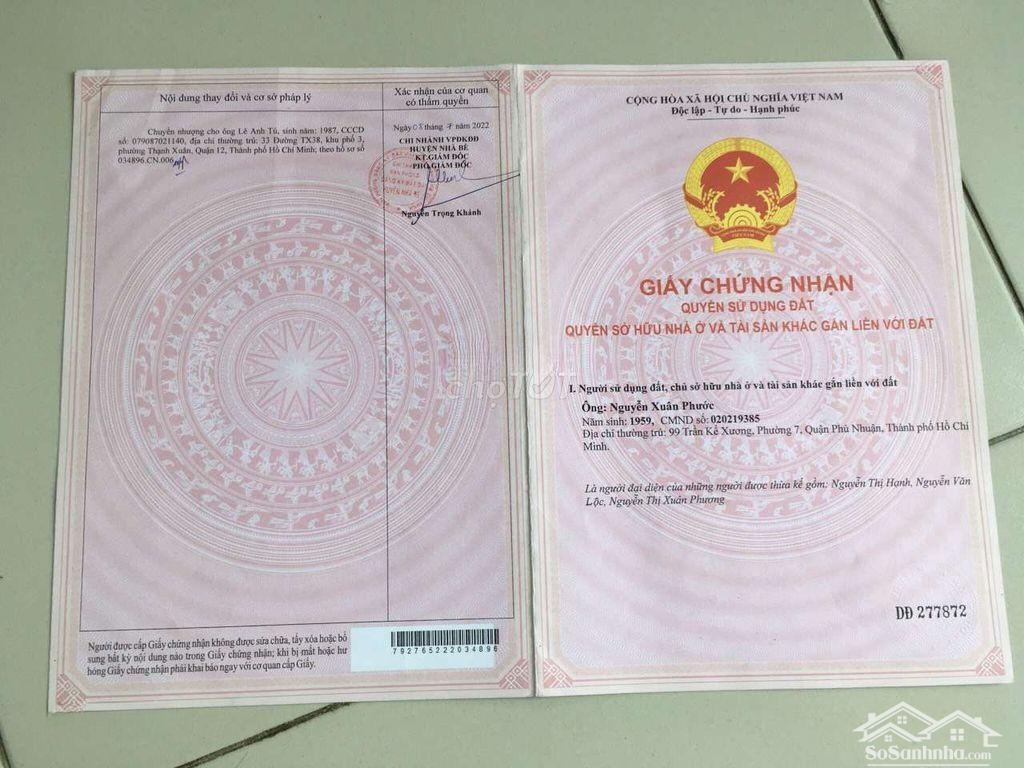 Nội dung thay đổi và cơ sở pháp lý
Xác nhận của cơ quan
có thẩm quyền
Chuyển nhượng cho ông Lê Anh Tú, sinh năm: 1987, CCCD
số: 079087021140, địa chỉ thường trú: 33 Đường TX38, khu phố 3,
phường Thạnh Xuân, Quận 12, Thành phố Hồ Chí Minh; theo hồ sơ số
034896.CN.006
Ngày 08 tháng 7 năm 2022
CHI NHÁNH VPĐKĐĐ
HUYỆN NHÀ BÈ
KT.GIÁM ĐỐC
PHÓ GIÁM ĐỐC
Nguyễn Trọng Khánh
Người được cấp Giấy chứng nhận không được sửa chữa, tẩy xóa hoặc bổ
sung bất kỳ nội dung nào trong Giấy chứng nhận; khi bị mất hoặc hư
hỏng Giấy chứng nhận phải khai báo ngay với cơ quan cấp Giấy.
792765222034896
CỘNG HÒA XÃ HỘI CHỦ NGHĨA VIỆT NAM
Độc lập - Tự do - Hạnh phúc
VIỆT NAM
GIẤY CHỨNG NHẬN
QUYỀN SỬ DỤNG ĐẤT
QUYỀN SỞ HỮU NHÀ Ở VÀ TÀI SẢN KHÁC GẮN LIỀN VỚI ĐẤT
I. Người sử dụng đất, chủ sở hữu nhà ở và tài sản khác gắn liền với đất
Ông: Nguyễn Xuân Phước
Năm sinh: 1959, CMND số: 020219385
Địa chỉ thường trú: 99 Trần Kế Xương, Phường 7, Quận Phú Nhuận, Thành phố Hồ Chí
Minh.
Là người đại diện của những người được thừa kế gồm: Nguyễn Thị Hạnh, Nguyễn Văn
Lộc, Nguyễn Thị Xuân Phương
DĐ 277872
chợTỐT
SoSanhnha.com